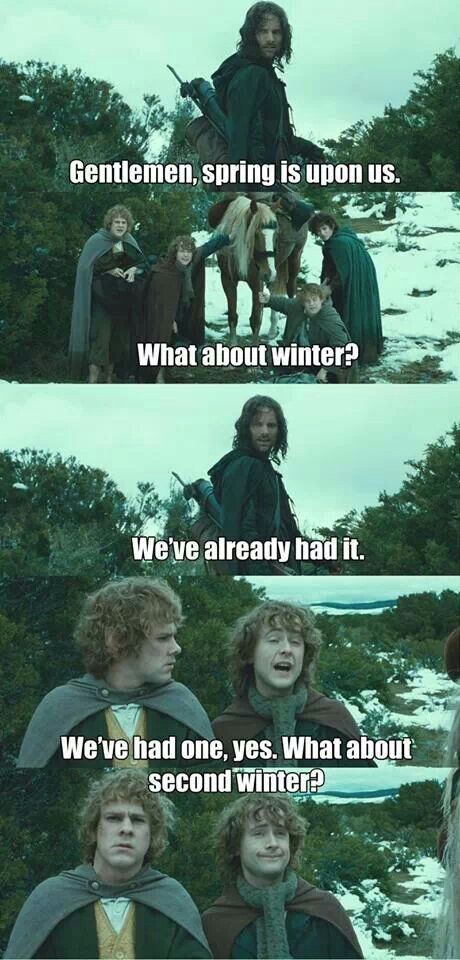 Gentlemen, spring is upon us.
What about winter?
We've already had it.
We've had one, yes. What about
second winter?